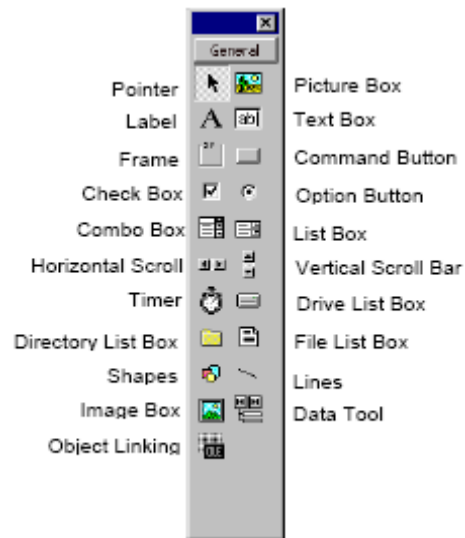 General
Pointer Picture Box
Label A ab Text Box
Frame Command Button
Check Box Option Button
Combo Box List Box
Horizontal Scroll Vertical Scroll Bar
Timer Drive List Box
Directory List Box File List Box
Shapes Lines
Image Box Data Tool
Object Linking OLE